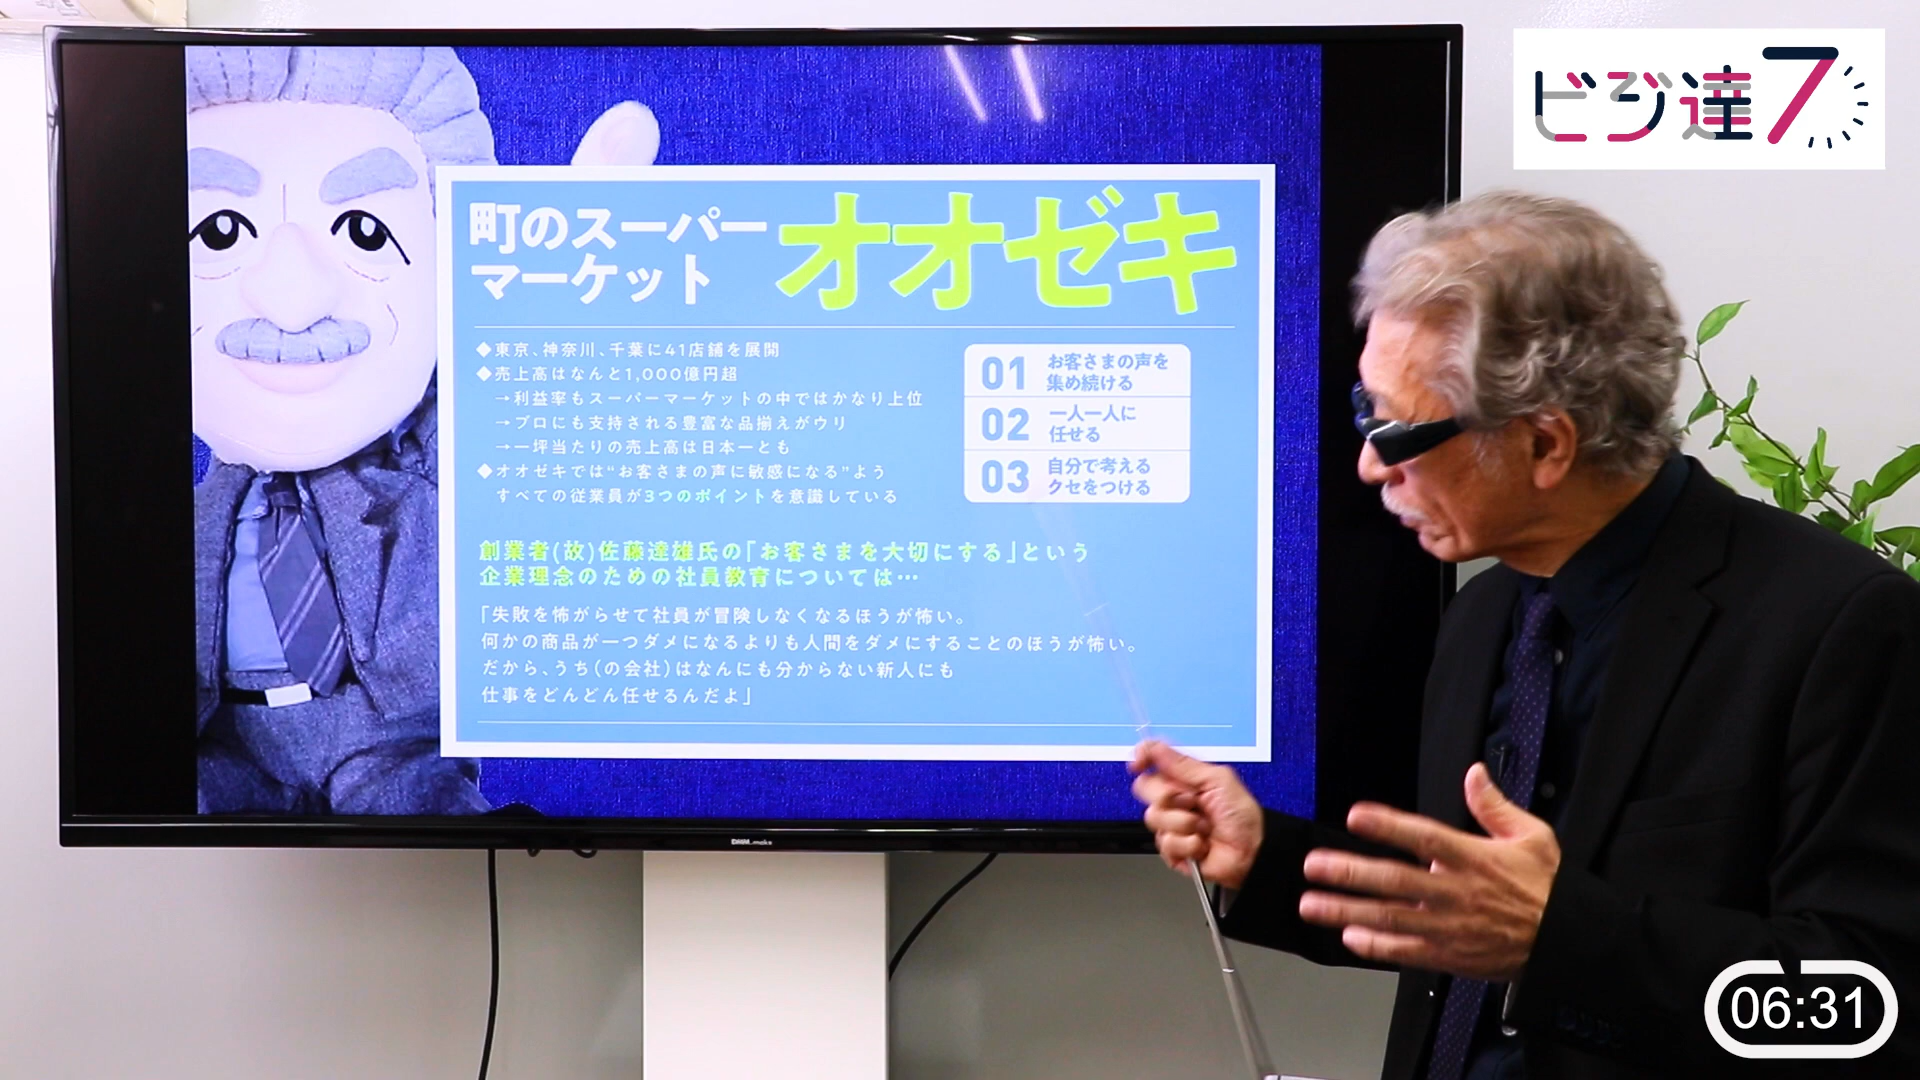 ビジ達7
町のスーパー
マーケット
オオゼキ
◆東京、神奈川、千葉に41店舗を展開
◆売上高はなんと1,000億円超
→利益率もスーパーマーケットの中ではかなり上位
→プロにも支持される豊富な品揃えがウリ
→一坪当たりの売上高は日本一とも
◆オオゼキでは“お客さまの声に敏感になる”よう
すべての従業員が3つのポイントを意識している
01 お客さまの声を
集め続ける
02 一人一人に
任せる
03 自分で考える
クセをつける
創業者(故)佐藤達雄氏の「お客さまを大切にする」という
企業理念のための社員教育については…
「失敗を怖がらせて社員が冒険しなくなるほうが怖い。
何かの商品が一つダメになるよりも人間をダメにすることのほうが怖い。
だから、うち(の会社)はなんにも分からない新人にも
仕事をどんどん任せるんだよ」
DMM.make
06:31